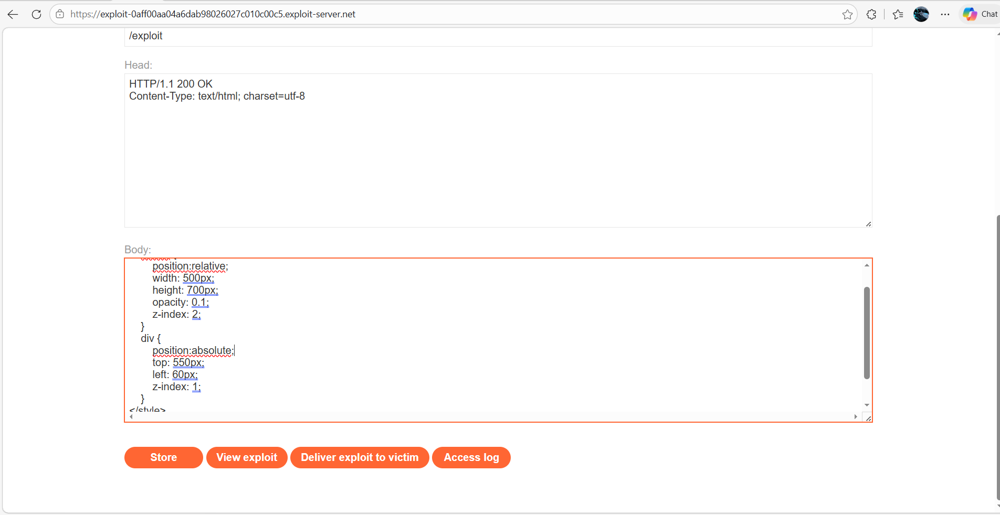 https://exploit-0aff00aa04a6dab98026027c010c00c5.exploit-server.net
Chat
/exploit
Head:
HTTP/1.1 200 OK
Content-Type: text/html; charset=utf-8
Body:
position:relative;
width: 500px;
height: 700px;
opacity: 0.1;
z-index: 2;
}
div {
position:absolute;
top: 550px;
left: 60px;
z-index: 1;
}
</style>
Store
View exploit
Deliver exploit to victim
Access log